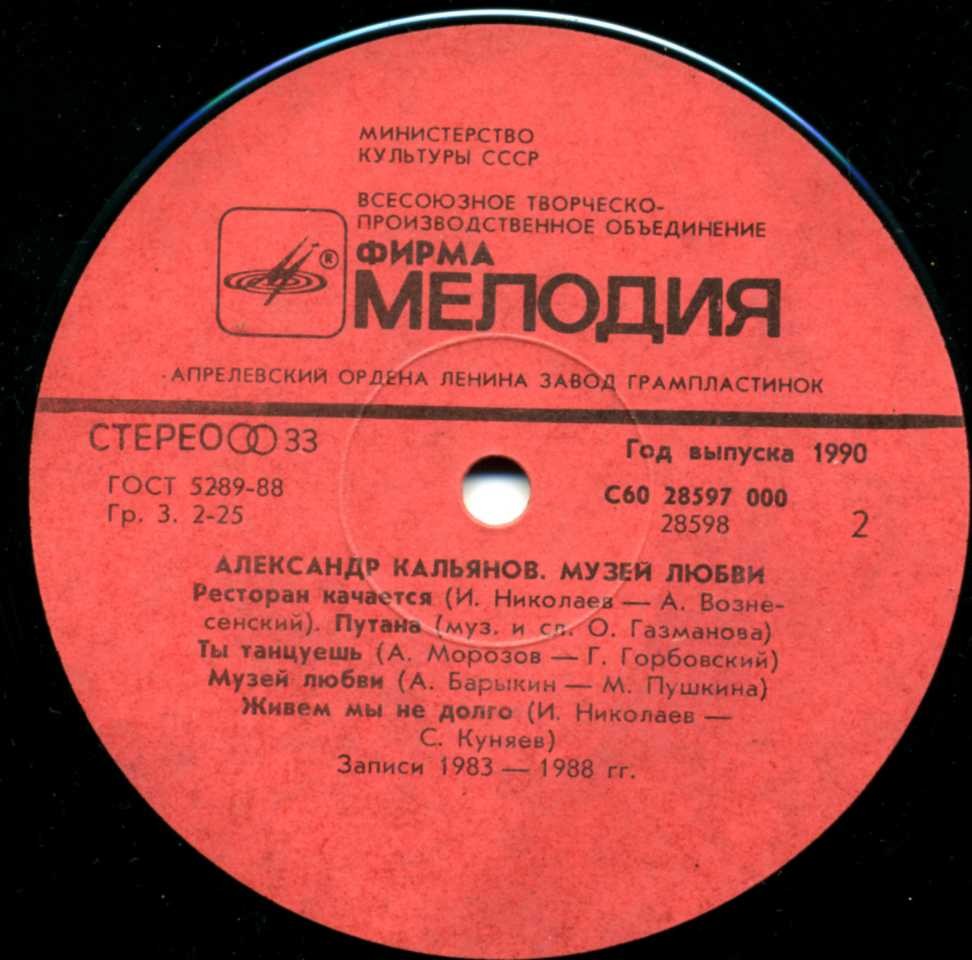 МИНИСТЕРСТВО
КУЛЬТУРЫ СССР
ВСЕСОЮЗНОЕ ТВОРЧЕСКО-
ПРОИЗВОДСТВЕННОЕ ОБЪЕДИНЕНИЕ
ФИРМА
®
МЕЛОДИЯ
АПРЕЛЕВСКИЙ ОРДЕНА ЛЕНИНА ЗАВОД ГРАМПЛАСТИНОК
СТЕРЕО 33
Год выпуска 1990
ГОСТ 5289-88
С60 28597 000
Гр. 3. 2-25
28598
2
АЛЕКСАНДР КАЛЬЯНОВ. МУЗЕЙ ЛЮБВИ
Ресторан качается (И. Николаев — А. Возне-
сенский). Путана (муз. и сл. О. Газманова)
Ты танцуешь (А. Морозов — Г. Горбовский)
Музей любви (А. Барыкин — М. Пушкина)
Живем мы не долго (И. Николаев —
С. Куняев)
Записи 1983 — 1988 гг.